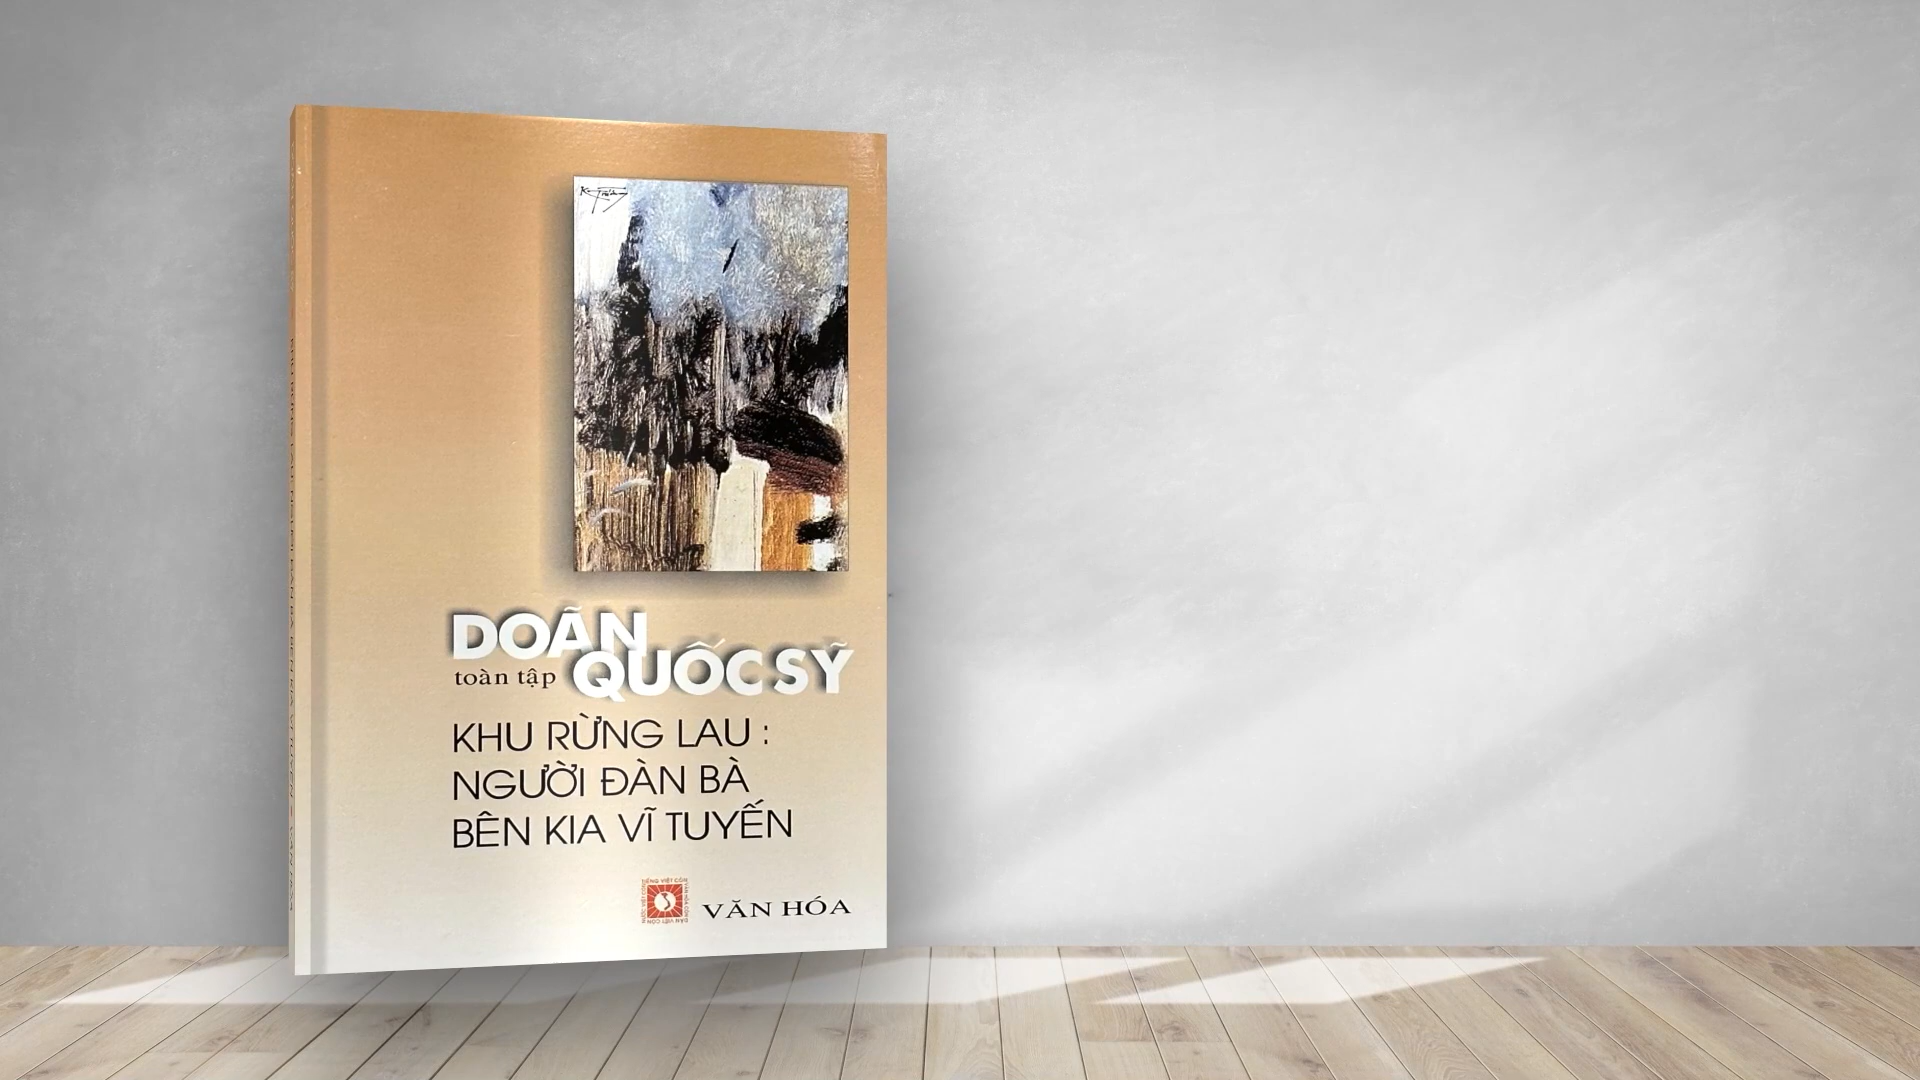 DOÃN
toàn tập QUỐC SỸ
KHU RỪNG LAU :
NGƯỜI ĐÀN BÀ
BÊN KIA VĨ TUYẾN
VĂN HÓA